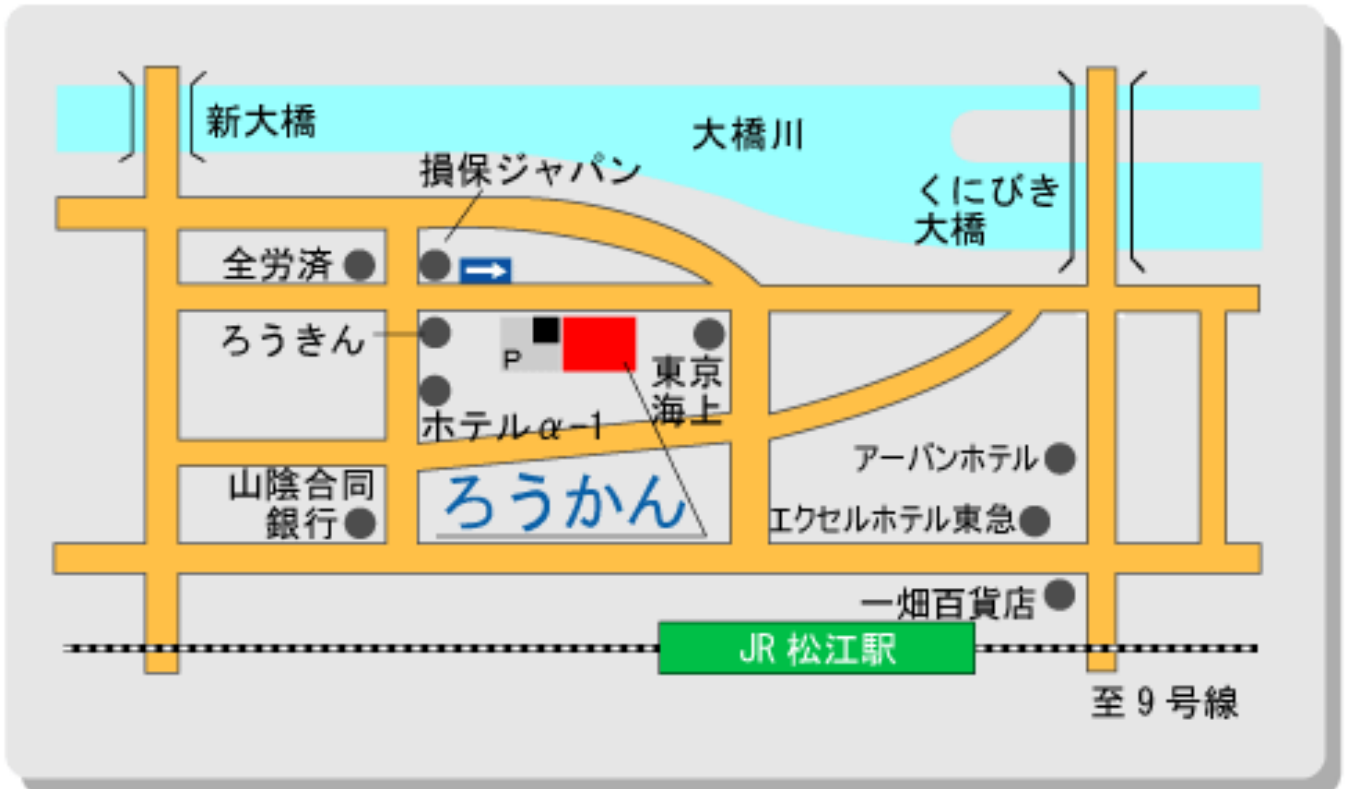 新大橋
大橋川
損保ジャパン
くにびき
大橋
全労済
ろうきん
P
東京
海上
ホテルα-1
アーバンホテル
山陰合同
銀行
ろうかん
エクセルホテル東急
一畑百貨店
JR 松江駅
至 9 号線